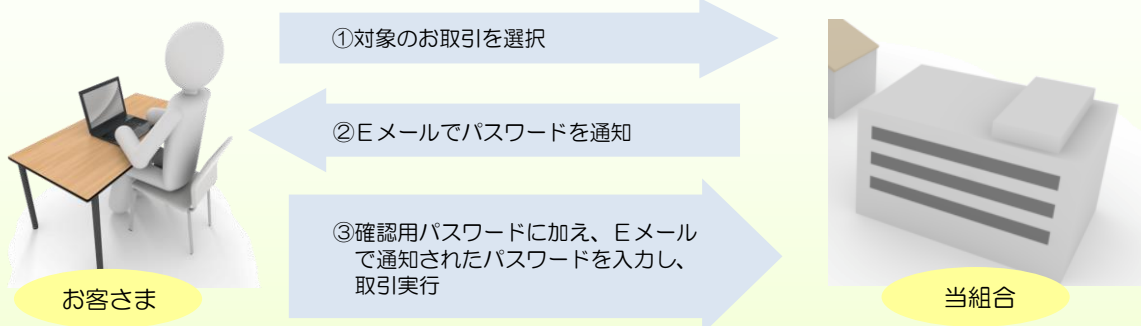 ①対象のお取引を選択
②Eメールでパスワードを通知
③確認用パスワードに加え、Eメール
で通知されたパスワードを入力し、
取引実行
お客さま
当組合